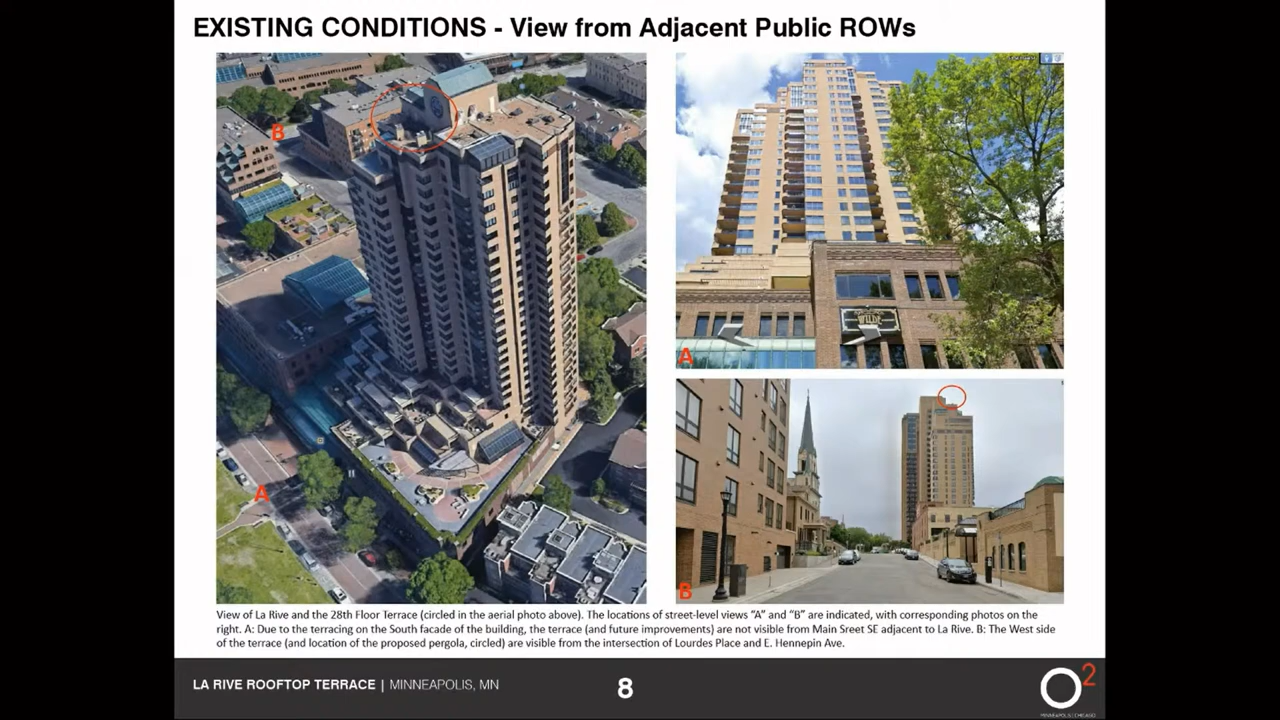 EXISTING CONDITIONS - View from Adjacent Public ROWs
B
A
WILDE
A
B
View of La Rive and the 28th Floor Terrace (circled in the aerial photo above). The locations of street-level views “A” and “B” are indicated, with corresponding photos on the
right. A: Due to the terracing on the South facade of the building, the terrace (and future improvements) are not visible from Main Sreet SE adjacent to La Rive. B: The West side
of the terrace (and location of the proposed pergola, circled) are visible from the intersection of Lourdes Place and E. Hennepin Ave.
LA RIVE ROOFTOP TERRACE | MINNEAPOLIS, MN
8
O2
MINNEAPOLIS|CHICAGO